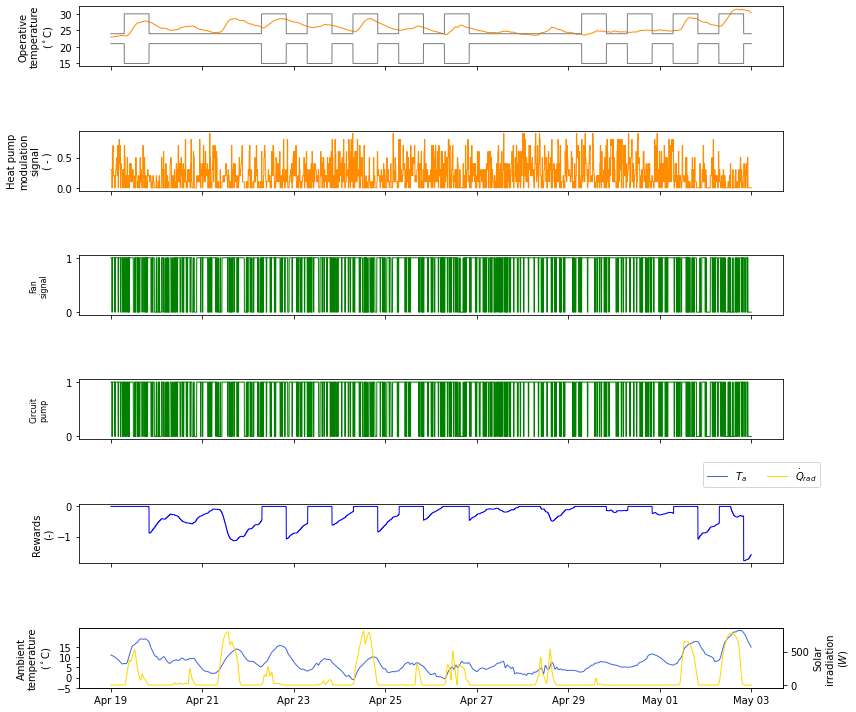 Operative
temperature
(°C)
30
25
20
15
Heat pump
modulation
signal
( - )
0.5
0.0
Fan
signal
1
0
Circuit
pump
1
0
T_a
Q̇_rad
Rewards
(-)
0
−1
Ambient
temperature
(°C)
15
10
5
0
−5
500
0
Solar
irradiation
(W)
Apr 19 Apr 21 Apr 23 Apr 25 Apr 27 Apr 29 May 01 May 03